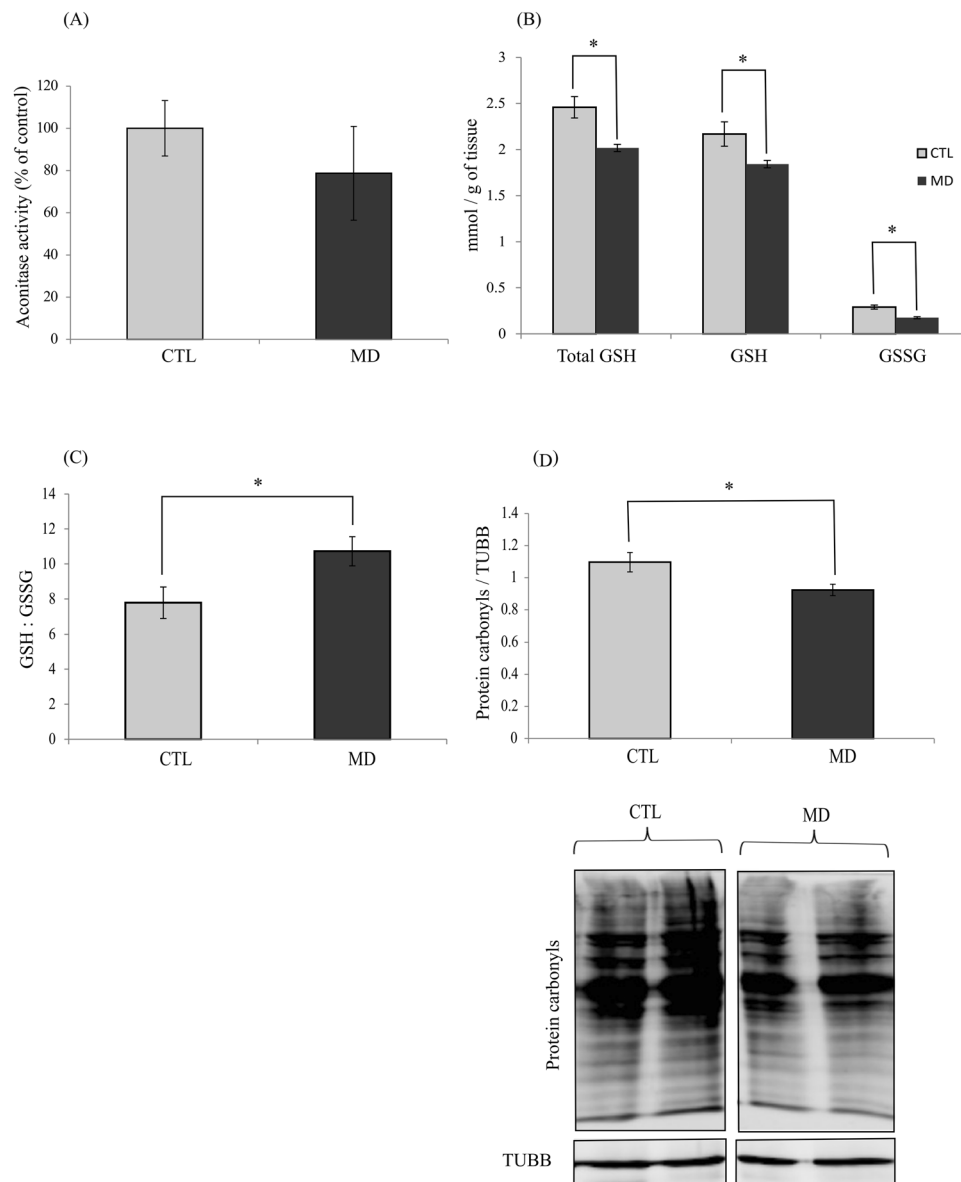 (A)
Aconitase activity (% of control)
120
100
80
60
40
20
0
CTL MD
(B)
mmol / g of tissue
3
2.5
2
1.5
1
0.5
0
* * *
CTL
MD
Total GSH GSH GSSG
(C)
GSH : GSSG
14
12
10
8
6
4
2
0
*
CTL MD
(D)
Protein carbonyls / TUBB
1.4
1.2
1
0.8
0.6
0.4
0.2
0
*
CTL MD
CTL MD
Protein carbonyls
TUBB